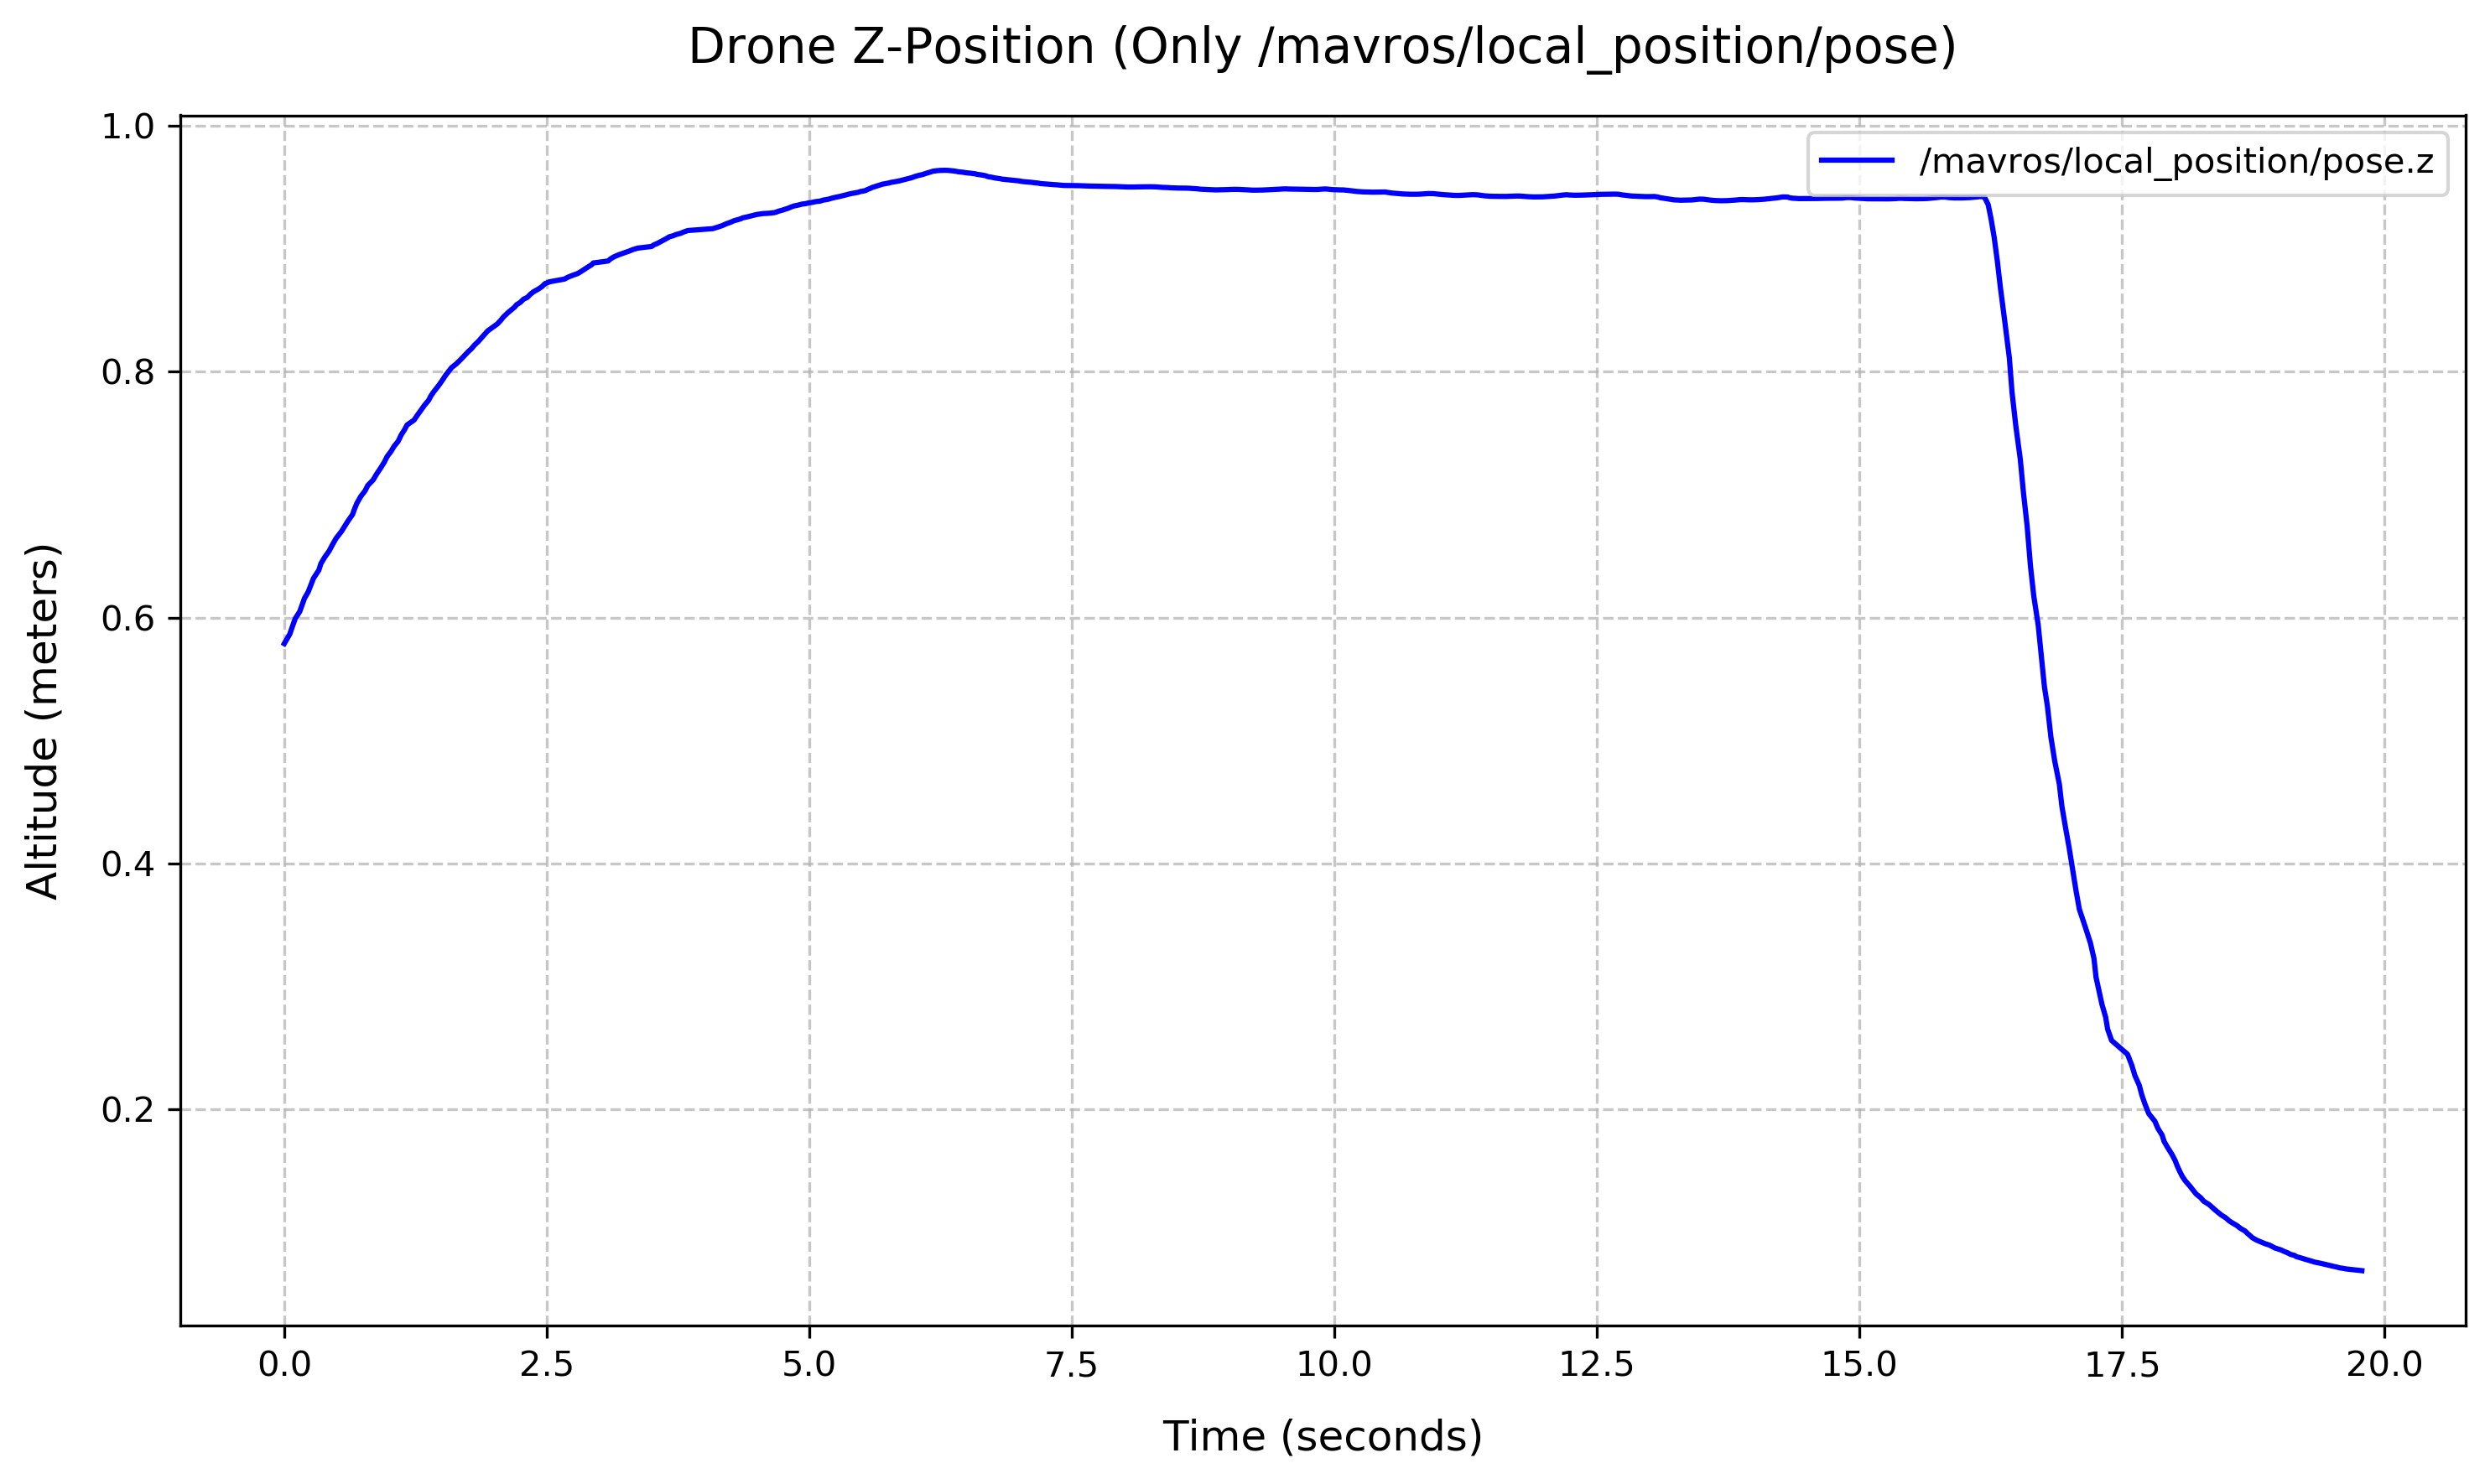 Drone Z-Position (Only /mavros/local_position/pose)
/mavros/local_position/pose.z
Altitude (meters)
1.0
0.8
0.6
0.4
0.2
0.0 2.5 5.0 7.5 10.0 12.5 15.0 17.5 20.0
Time (seconds)